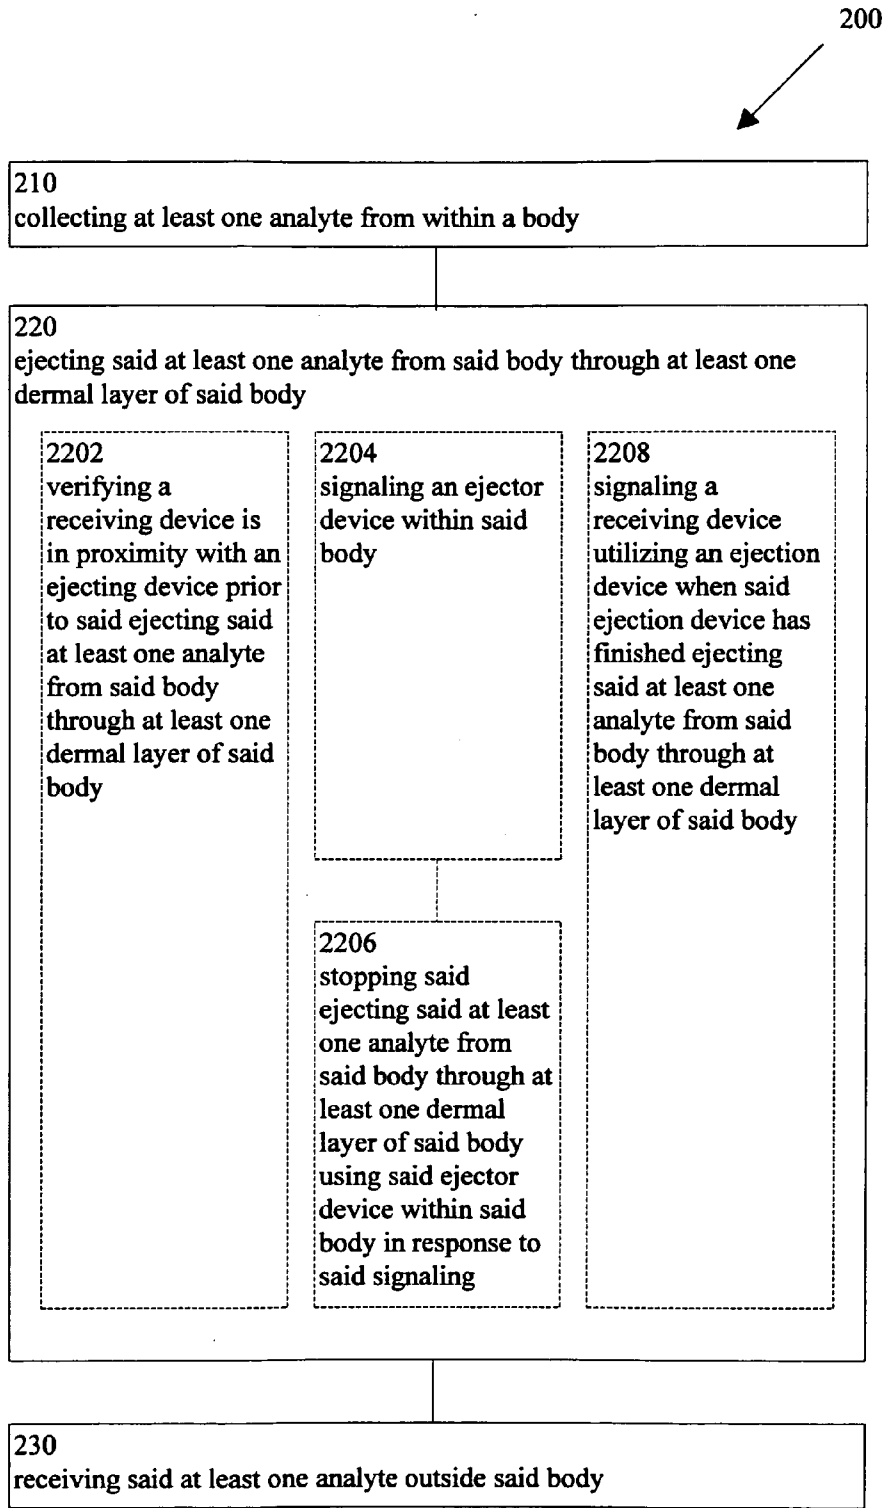 200
210
collecting at least one analyte from within a body
220
ejecting said at least one analyte from said body through at least one
dermal layer of said body
2202
verifying a
receiving device is
in proximity with an
ejecting device prior
to said ejecting said
at least one analyte
from said body
through at least one
dermal layer of said
body
2204
signaling an ejector
device within said
body
2206
stopping said
ejecting said at least
one analyte from
said body through at
least one dermal
layer of said body
using said ejector
device within said
body in response to
said signaling
2208
signaling a
receiving device
utilizing an ejection
device when said
ejection device has
finished ejecting
said at least one
analyte from said
body through at
least one dermal
layer of said body
230
receiving said at least one analyte outside said body